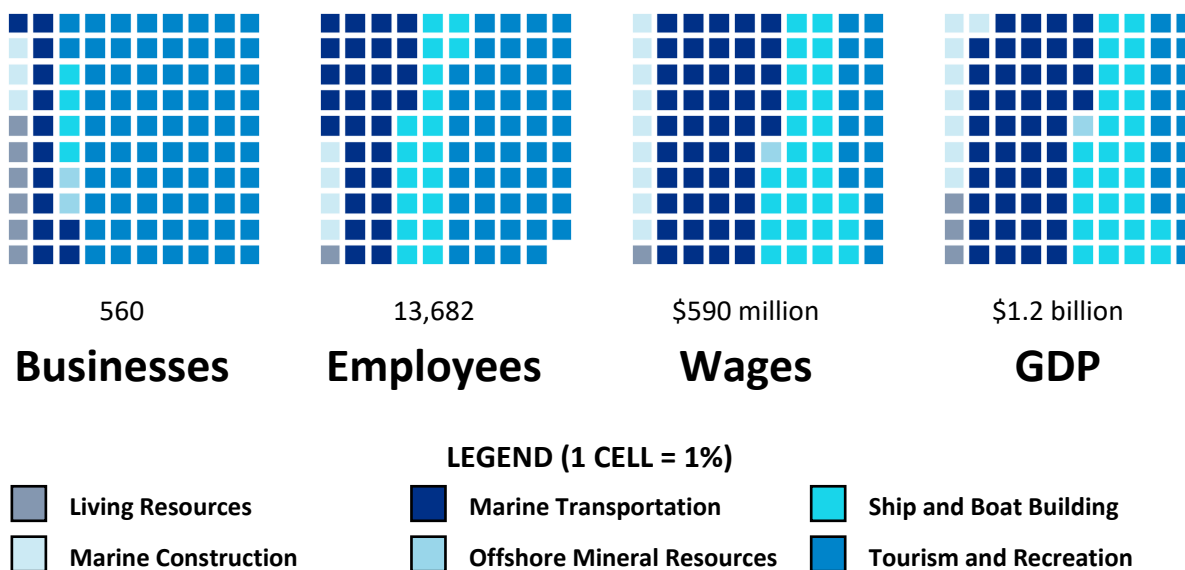 560 13,682 $590 million $1.2 billion
Businesses Employees Wages GDP
LEGEND (1 CELL = 1%)
Living Resources Marine Transportation Ship and Boat Building
Marine Construction Offshore Mineral Resources Tourism and Recreation